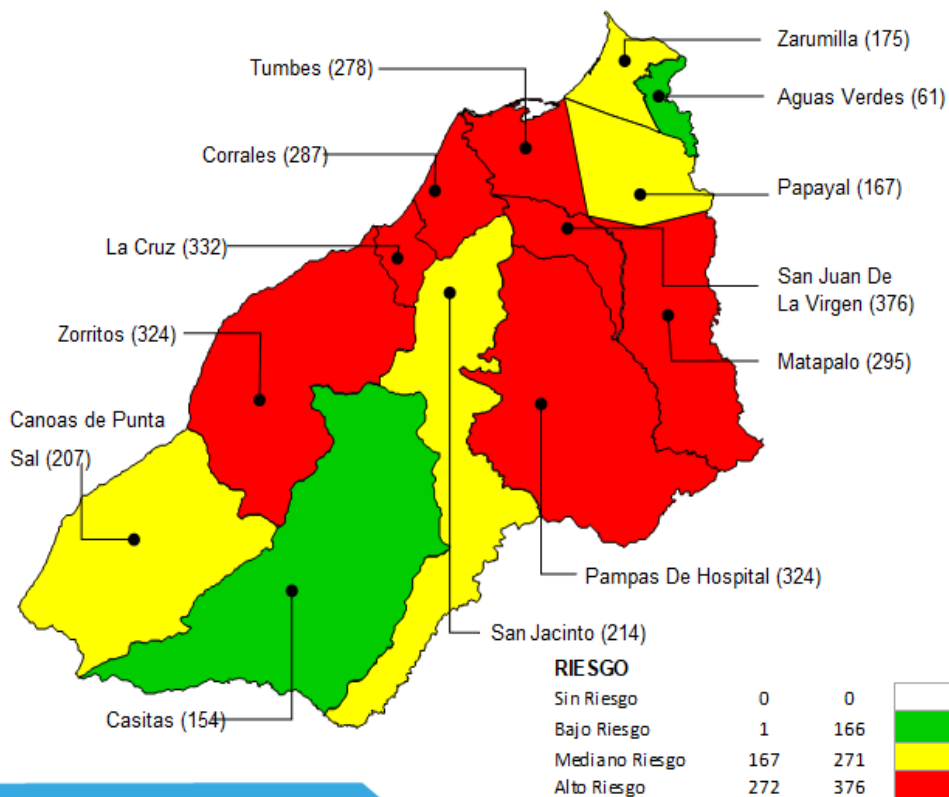 Zarumilla (175)
Tumbes (278)
Aguas Verdes (61)
Corrales (287)
Papayal (167)
La Cruz (332)
San Juan De
La Virgen (376)
Zorritos (324)
Matapalo (295)
Canoas de Punta
Sal (207)
Pampas De Hospital (324)
San Jacinto (214)
Casitas (154)
RIESGO
Sin Riesgo 0 0
Bajo Riesgo 1 166
Mediano Riesgo 167 271
Alto Riesgo 272 376